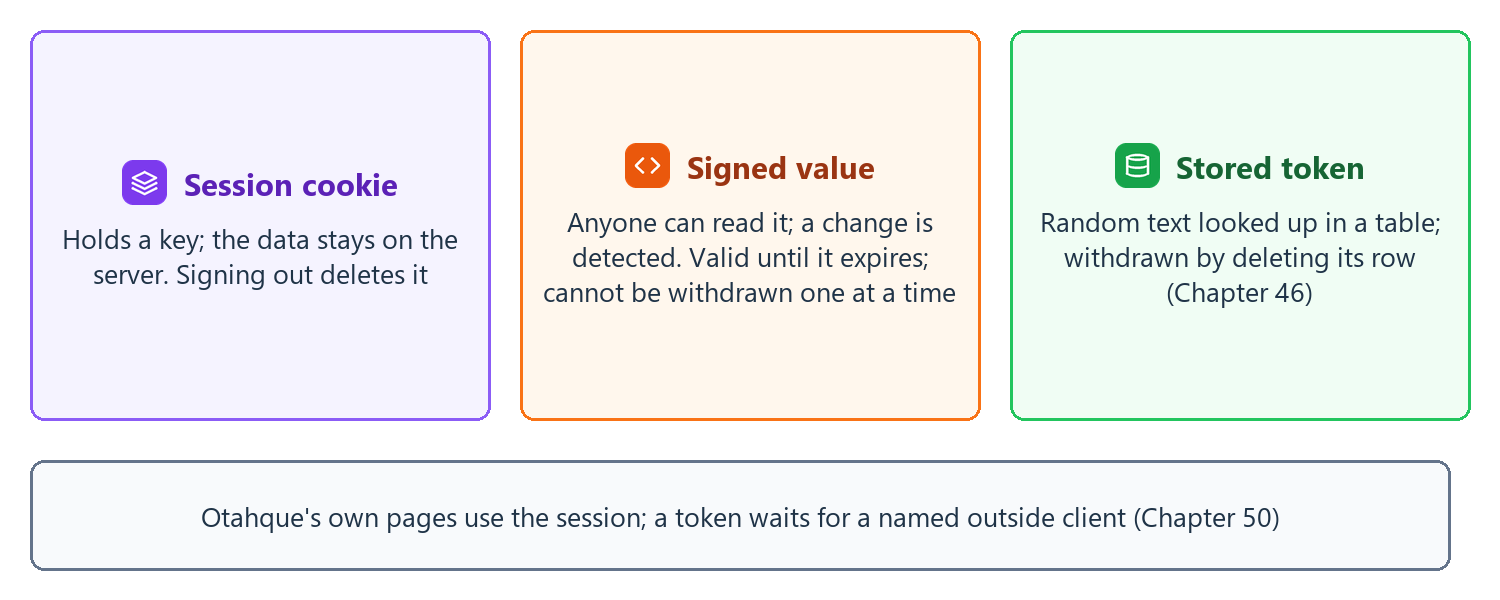 Session cookie
Holds a key; the data stays on the
server. Signing out deletes it
Signed value
Anyone can read it; a change is
detected. Valid until it expires;
cannot be withdrawn one at a time
Stored token
Random text looked up in a table;
withdrawn by deleting its row
(Chapter 46)
Otahque's own pages use the session; a token waits for a named outside client (Chapter 50)